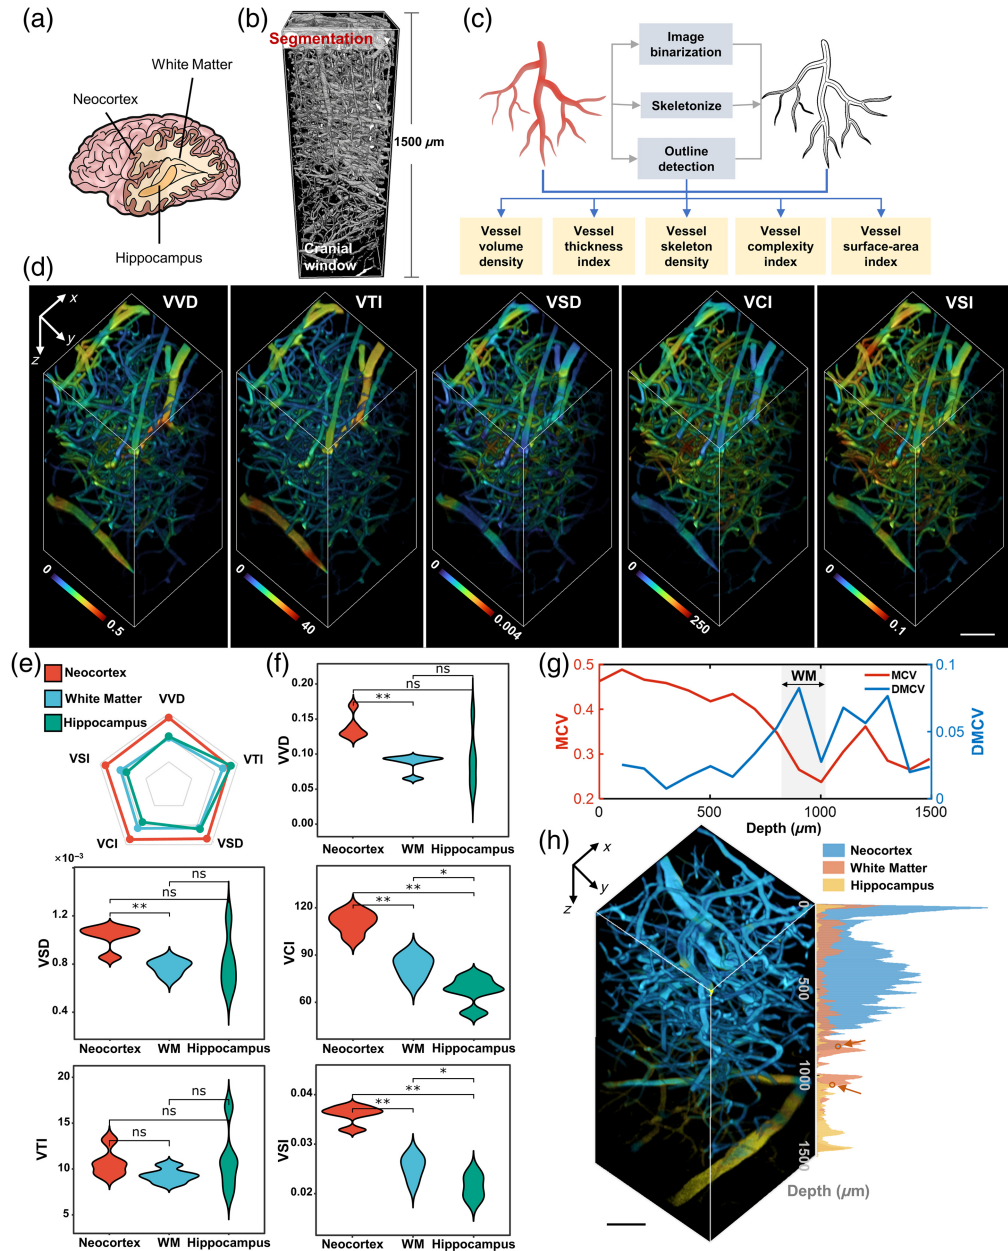 (a)
White Matter
Neocortex
Hippocampus
(b)
Segmentation
1500 µm
Cranial
window
(c)
Image
binarization
Skeletonize
Outline
detection
Vessel
volume
density
Vessel
thickness
index
Vessel
skeleton
density
Vessel
complexity
index
Vessel
surface-area
index
(d)
x
y
z
VVD
0
0.5
VTI
0
40
VSD
0
0.004
VCI
0
250
VSI
0
0.1
(e)
Neocortex
White Matter
Hippocampus
VVD
VTI
VSD
VCI
VSI
(f)
VVD
0.20
0.15
0.10
0.05
0.00
ns
ns
**
Neocortex WM Hippocampus
×10⁻³
VSD
1.2
0.8
0.4
ns
ns
**
Neocortex WM Hippocampus
VCI
120
90
60
*
**
**
Neocortex WM Hippocampus
VTI
20
15
10
5
ns
ns
ns
Neocortex WM Hippocampus
VSI
0.04
0.03
0.02
*
**
**
Neocortex WM Hippocampus
(g)
MCV
0.5
0.4
0.3
0.2
WM
MCV
DMCV
0.1
0.05
0
DMCV
0 500 1000 1500
Depth (µm)
(h)
x
y
z
Neocortex
White Matter
Hippocampus
0
500
1000
1500
Depth (µm)